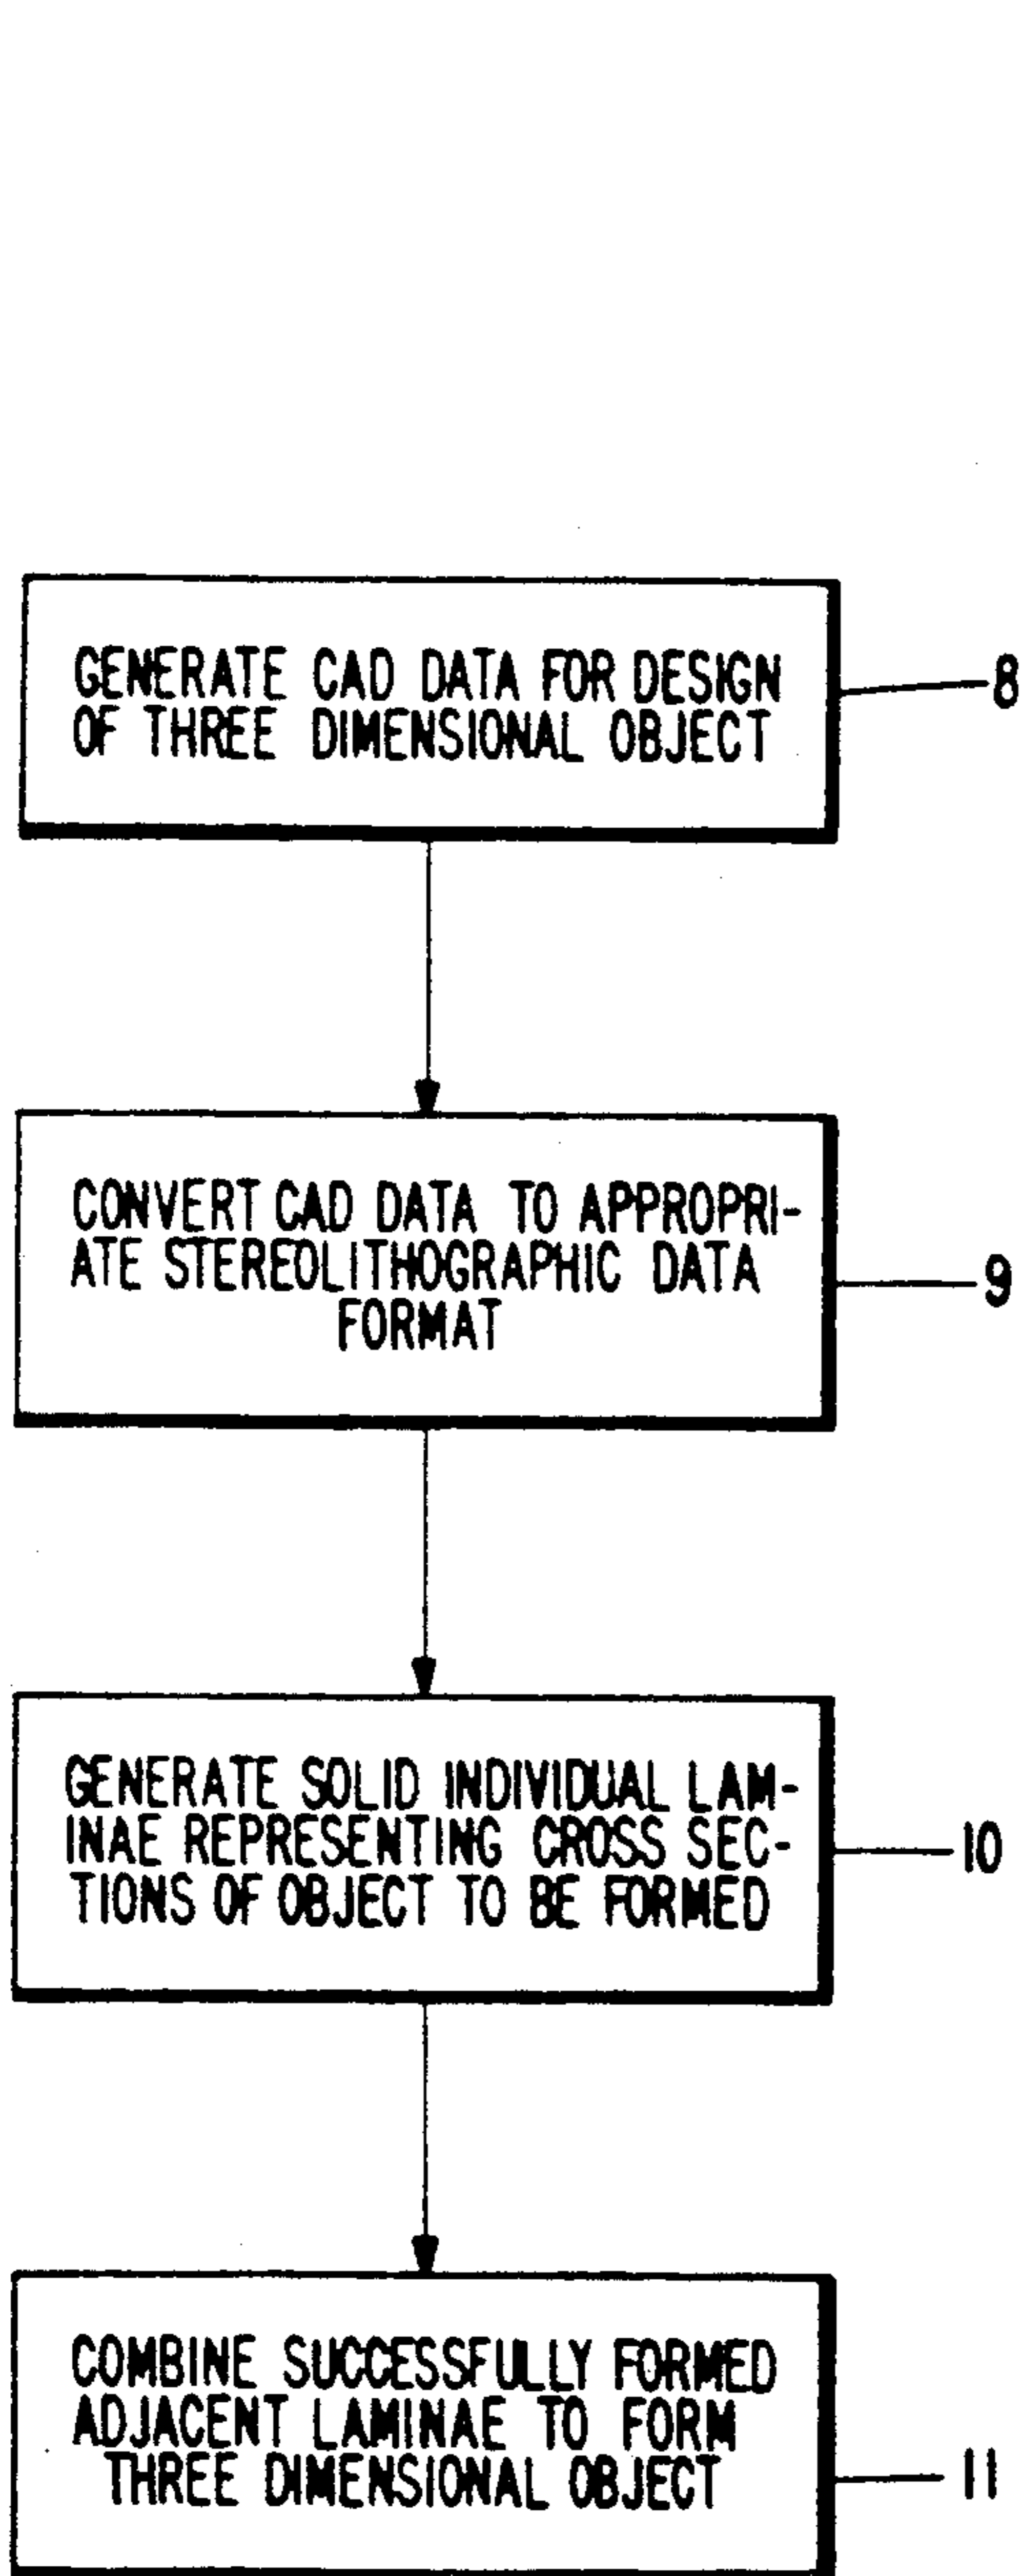 GENERATE CAD DATA FOR DESIGN
OF THREE DIMENSIONAL OBJECT
8
CONVERT CAD DATA TO APPROPRI-
ATE STEREOLITHOGRAPHIC DATA
FORMAT
9
GENERATE SOLID INDIVIDUAL LAM-
INAE REPRESENTING CROSS SEC-
TIONS OF OBJECT TO BE FORMED
10
COMBINE SUCCESSFULLY FORMED
ADJACENT LAMINAE TO FORM
THREE DIMENSIONAL OBJECT
11